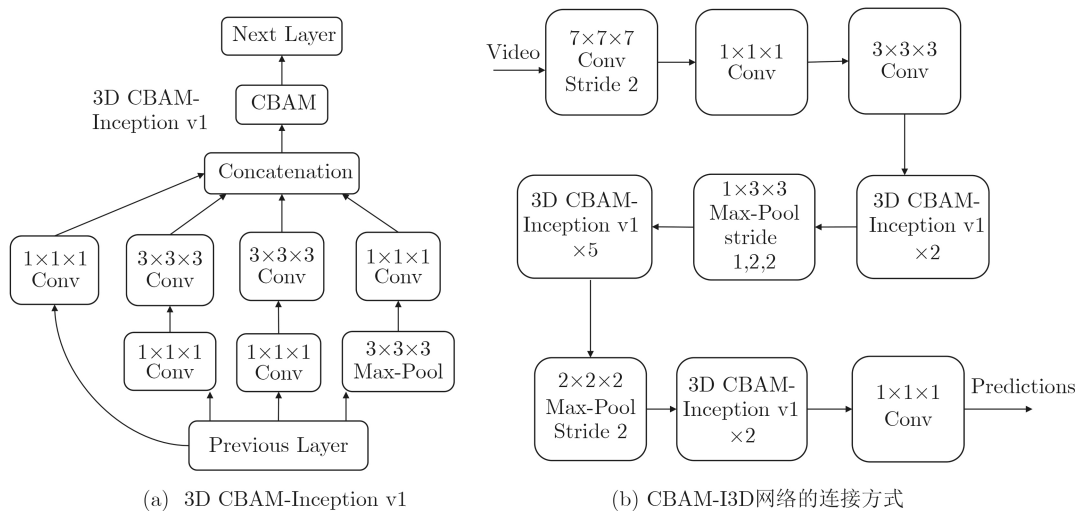 Next Layer
CBAM
3D CBAM-
Inception v1
Concatenation
1×1×1
Conv
3×3×3
Conv
3×3×3
Conv
1×1×1
Conv
1×1×1
Conv
1×1×1
Conv
3×3×3
Max-Pool
Previous Layer
(a) 3D CBAM-Inception v1
Video
7×7×7
Conv
Stride 2
1×1×1
Conv
3×3×3
Conv
3D CBAM-
Inception v1
×2
1×3×3
Max-Pool
stride
1,2,2
3D CBAM-
Inception v1
×5
2×2×2
Max-Pool
Stride 2
3D CBAM-
Inception v1
×2
1×1×1
Conv
Predictions
(b) CBAM-I3D网络的连接方式